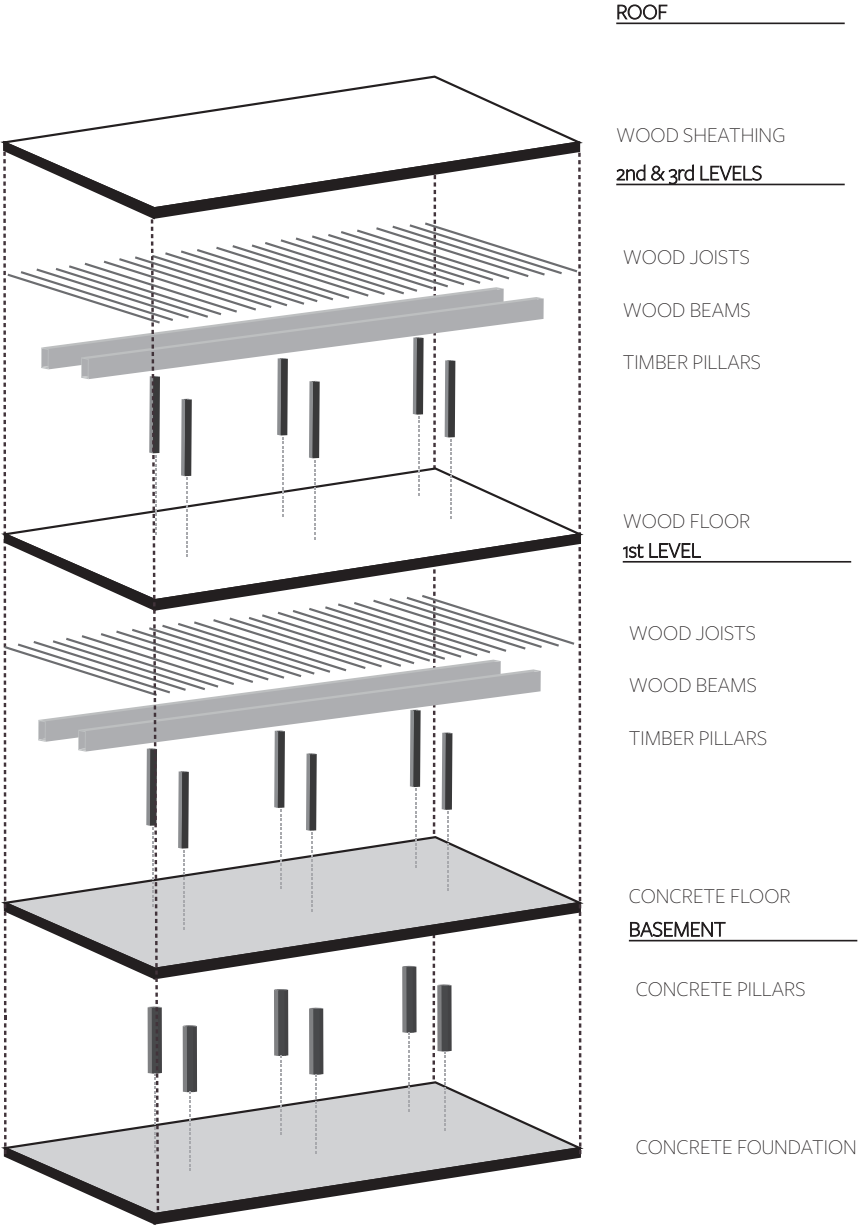 ROOF
WOOD SHEATHING
2nd & 3rd LEVELS
WOOD JOISTS
WOOD BEAMS
TIMBER PILLARS
WOOD FLOOR
1st LEVEL
WOOD JOISTS
WOOD BEAMS
TIMBER PILLARS
CONCRETE FLOOR
BASEMENT
CONCRETE PILLARS
CONCRETE FOUNDATION